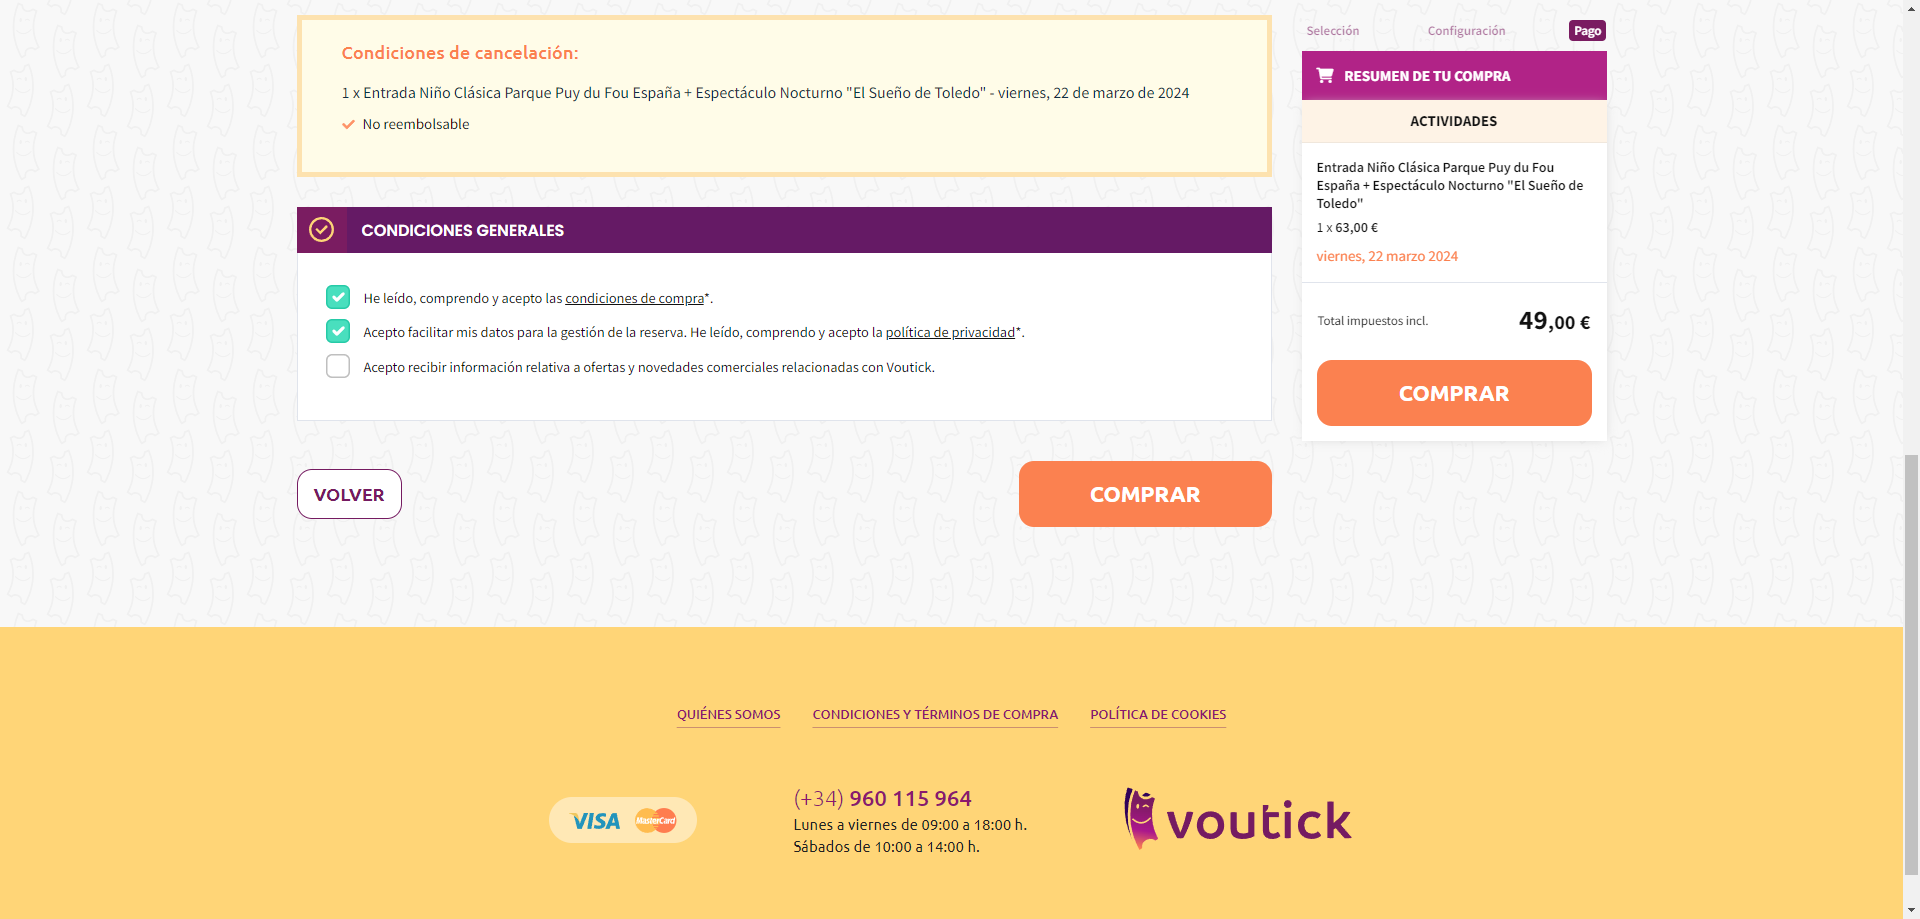 Condiciones de cancelación:
1 x Entrada Niño Clásica Parque Puy du Fou España + Espectáculo Nocturno "El Sueño de Toledo" - viernes, 22 de marzo de 2024
No reembolsable
CONDICIONES GENERALES
He leído, comprendo y acepto las condiciones de compra*.
Acepto facilitar mis datos para la gestión de la reserva. He leído, comprendo y acepto la política de privacidad*.
Acepto recibir información relativa a ofertas y novedades comerciales relacionadas con Voutick.
VOLVER
COMPRAR
Selección
Configuración
Pago
RESUMEN DE TU COMPRA
ACTIVIDADES
Entrada Niño Clásica Parque Puy du Fou
España + Espectáculo Nocturno "El Sueño de
Toledo"
1 x 63,00 €
viernes, 22 marzo 2024
Total impuestos incl.
49,00 €
COMPRAR
QUIÉNES SOMOS
CONDICIONES Y TÉRMINOS DE COMPRA
POLÍTICA DE COOKIES
VISA
MasterCard
(+34) 960 115 964
Lunes a viernes de 09:00 a 18:00 h.
Sábados de 10:00 a 14:00 h.
voutick